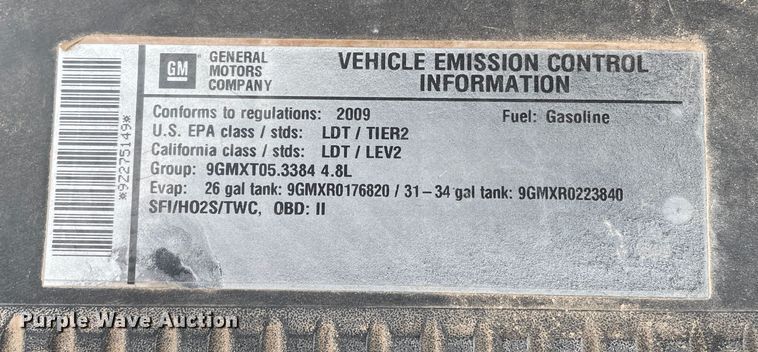 *9Z275149*
GM
GENERAL
MOTORS
COMPANY
VEHICLE EMISSION CONTROL
INFORMATION
Conforms to regulations: 2009 Fuel: Gasoline
U.S. EPA class / stds: LDT / TIER2
California class / stds: LDT / LEV2
Group: 9GMXT05.3384 4.8L
Evap: 26 gal tank: 9GMXR0176820 / 31-34 gal tank: 9GMXR0223840
SFI/HO2S/TWC, OBD: II
Purple Wave Auction